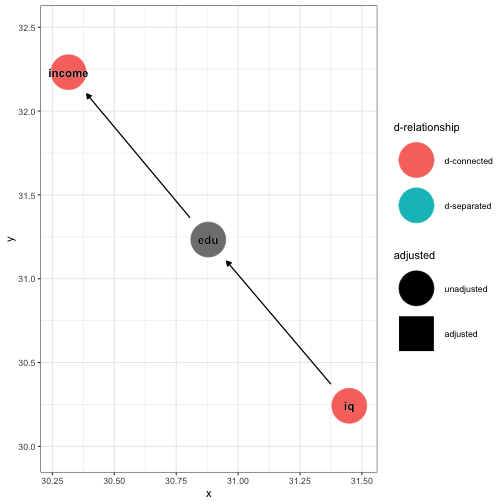 32.5
32.0
31.5
31.0
30.5
30.0
y
income
edu
iq
30.25
30.50
30.75
31.00
31.25
31.50
x
d-relationship
d-connected
d-separated
adjusted
unadjusted
adjusted